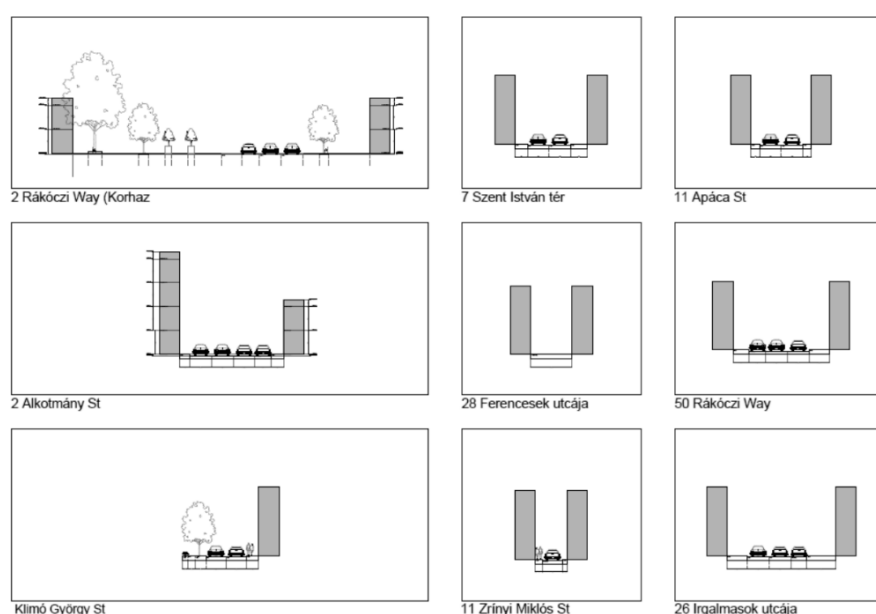 2 Rákóczi Way (Korhaz
7 Szent István tér
11 Apáca St
2 Alkotmány St
28 Ferencesek utcája
50 Rákóczi Way
Klimó György St
11 Zrínyi Miklós St
26 Irgalmasok utcája